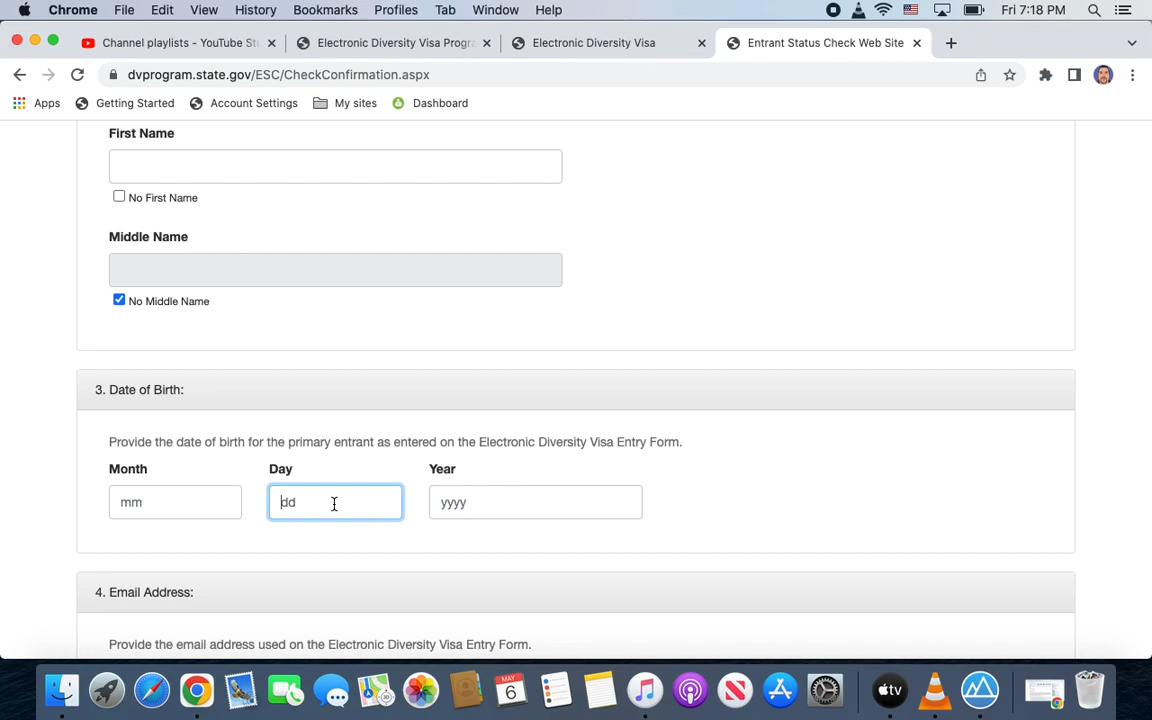 Chrome File Edit View History Bookmarks Profiles Tab Window Help Fri 7:18 PM
Channel playlists - YouTube St Electronic Diversity Visa Progra Electronic Diversity Visa Entrant Status Check Web Site
dvprogram.state.gov/ESC/CheckConfirmation.aspx
Apps Getting Started Account Settings My sites Dashboard
First Name
No First Name
Middle Name
No Middle Name
3. Date of Birth:
Provide the date of birth for the primary entrant as entered on the Electronic Diversity Visa Entry Form.
Month Day Year
mm dd yyyy
4. Email Address:
Provide the email address used on the Electronic Diversity Visa Entry Form.
MAY
6
tv